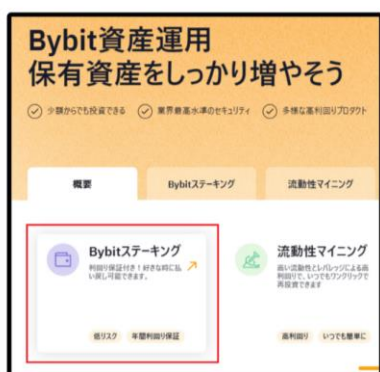 Bybit資産運用
保有資産をしっかり増やそう
少額からでも投資できる 業界最高水準のセキュリティ 多様な高利回りプロダクト
概要 Bybitステーキング 流動性マイニング
Bybitステーキング
利回り保証付き！好きな時に払
い戻し可能できます。
低リスク 年間利回り保証
流動性マイニング
高い流動性とレバレッジによる高
利回りで、いつでもワンクリックで
再投資できます
高利回り いつでも簡単に